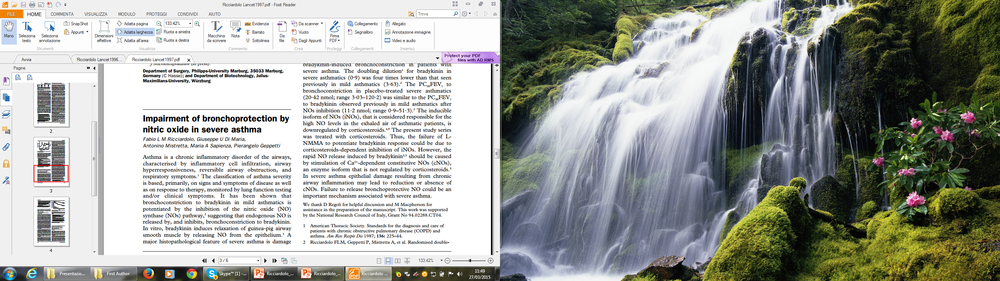 Ricciardolo Lancet1997.pdf - Foxit Reader
FILE HOME COMMENTA VISUALIZZA MODULO PROTEGGI CONDIVIDI AIUTO
Trova
Mano
Seleziona testo
Seleziona annotazione
SnapShot
Appunti
Strumenti
Dimensioni effettive
Adatta pagina
Adatta larghezza
Adatta all'area
133.42%
Ruota a sinistra
Ruota a destra
Visualizza
Macchina da scrivere
Nota
Evidenzia
Barrato
Sottolinea
Commento
Da file
Da scanner
Vuoto
Dagli Appunti
Crea
Firma PDF
Proteggi
Collegamento
Segnalibro
Collegamenti
Allegato
Annotazione immagine
Video e audio
Inserisci
Avvia
Ricciardolo Lancet1996....
Ricciardolo Lancet1997.pdf
Protect your PDF
files with AD RMS
Pagine
2
3
4
J Microencapsulation (in press).
Department of Surgery, Philipps-University Marburg, 35033 Marburg,
Germany (C Hasse); and Department of Biotechnology, Julius-
Maximilians-University, Würzburg
Impairment of bronchoprotection by
nitric oxide in severe asthma
Fabio L M Ricciardolo, Giuseppe U Di Maria,
Antonino Mistretta, Maria A Sapienza, Pierangelo Geppetti
Asthma is a chronic inflammatory disorder of the airways,
characterised by inflammatory cell infiltration, airway
hyperresponsiveness, reversible airway obstruction, and
respiratory symptoms.¹ The classification of asthma severity
is based, primarily, on signs and symptoms of disease as well
as on response to therapy, monitored by lung function testing
and/or clinical symptoms. It has been shown that
bronchoconstriction to bradykinin in mild asthmatics is
potentiated by the inhibition of the nitric oxide (NO)
synthase (NOs) pathway,² suggesting that endogenous NO is
released by, and inhibits, bronchoconstriction to bradykinin.
In vitro, bradykinin induces relaxation of guinea-pig airway
smooth muscle by releasing NO from the epithelium.³ A
major histopathological feature of severe asthma is damage
bradykinin-induced bronchoconstriction in patients with
severe asthma. The doubling dilution² for bradykinin in
severe asthmatics (0·9) was four times lower than that seen
previously in mild asthmatics (3·63).² The PC₂₀FEV₁ to
bronchoconstriction in placebo-treated severe asthmatics
(20·42 nmol; range 3·03–120·2) was similar to the PC₂₀FEV₁
to bradykinin observed previously in mild asthmatics after
NOs inhibition (11·2 nmol; range 0·9–51·3).² The inducible
isoform of NOs (iNOs), that is considered responsible for the
high NO levels in the exhaled air of asthmatic patients, is
downregulated by corticosteroids.⁴,⁵ The present study series
was treated with corticosteroids. Thus, the failure of L-
NMMA to potentiate bradykinin response could be due to
corticosteroids-dependent inhibition of iNOs. However, the
rapid NO release induced by bradykinin²,³ should be caused
by stimulation of Ca²⁺-dependent constitutive NOs (cNOs),
an enzyme isoform that is not regulated by corticosteroids.⁵
In severe asthma epithelial damage resulting from chronic
airway inflammation may lead to reduction or absence of
cNOs. Failure to release bronchoprotective NO could be an
important mechanism associated with severe asthma.
We thank D Regoli for helpful discussion and M Macpherson for
assistance in the preparation of the manuscript. This work was supported
by the National Research Council of Italy, Grant No 94.02288.CT04.
1 American Thoracic Society. Standards for the diagnosis and care of
patients with chronic obstructive pulmonary disease (COPD) and
asthma. Am Rev Respir Dis 1987; 136: 225–44.
2 Ricciardolo FLM, Geppetti P, Mistretta A, et al. Randomised double-
3 / 6
133.42%
Presentazio...
First Author
Skype™ [1] -...
Ricciardolo_...
Ricciardolo_...
Ricciardolo ...
11:49
27/03/2015